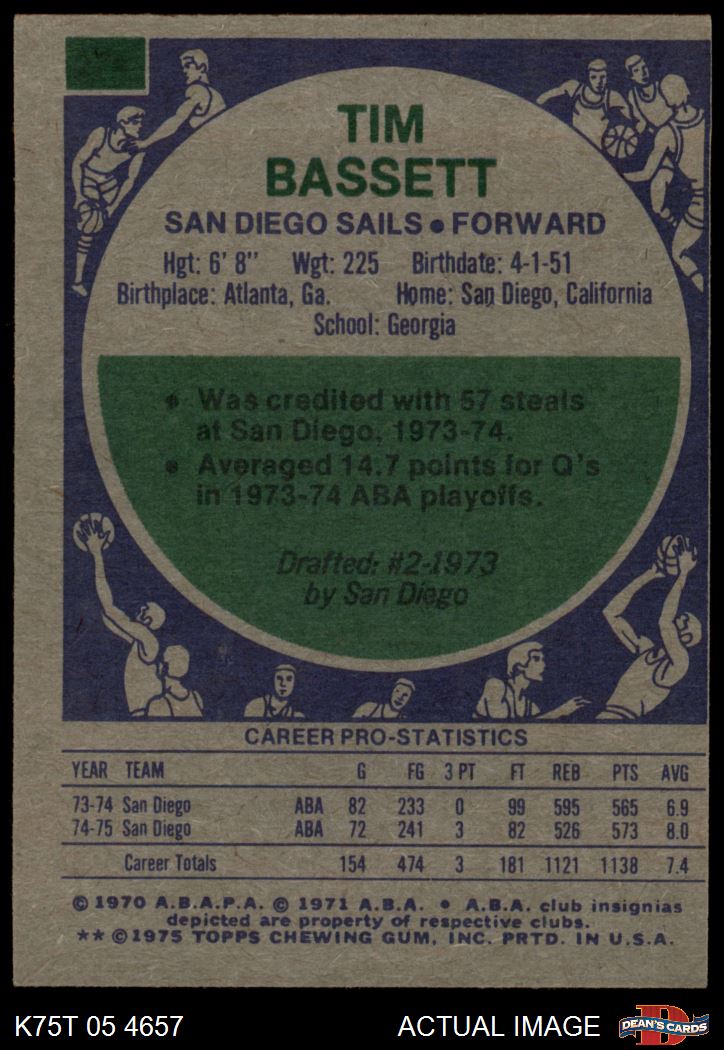 TIM
BASSETT
SAN DIEGO SAILS • FORWARD
Hgt: 6' 8" Wgt: 225 Birthdate: 4-1-51
Birthplace: Atlanta, Ga. Home: San Diego, California
School: Georgia
• Was credited with 57 steals
at San Diego, 1973-74.
• Averaged 14.7 points for Q's
in 1973-74 ABA playoffs.
Drafted: #2-1973
by San Diego
CAREER PRO-STATISTICS
YEAR TEAM G FG 3 PT FT REB PTS AVG
73-74 San Diego ABA 82 233 0 99 595 565 6.9
74-75 San Diego ABA 72 241 3 82 526 573 8.0
Career Totals 154 474 3 181 1121 1138 7.4
© 1970 A.B.A.P.A. © 1971 A.B.A. • A.B.A. club insignias
depicted are property of respective clubs.
** © 1975 TOPPS CHEWING GUM, INC. PRTD. IN U.S.A.
K75T 05 4657 ACTUAL IMAGE D DEAN'S CARDS